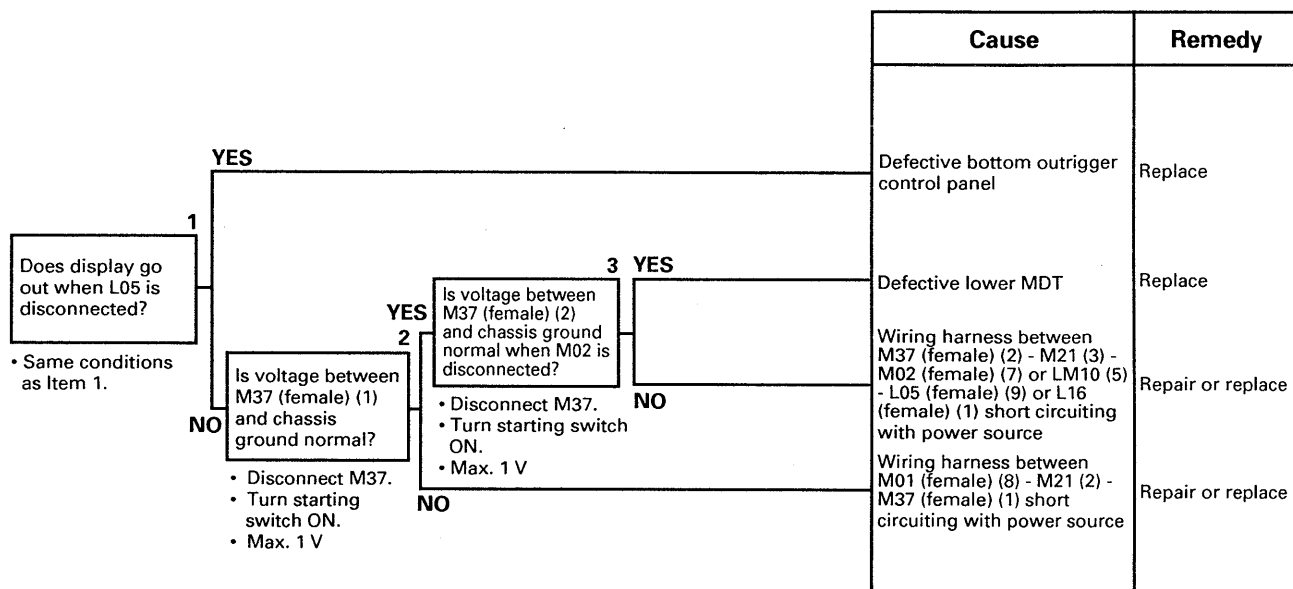 Cause
Remedy
YES
Defective bottom outrigger
control panel
Replace
1
Does display go
out when L05 is
disconnected?
• Same conditions
as Item 1.
NO
2
Is voltage between
M37 (female) (1)
and chassis
ground normal?
• Disconnect M37.
• Turn starting
switch ON.
• Max. 1 V
YES
3
Is voltage between
M37 (female) (2)
and chassis ground
normal when M02 is
disconnected?
• Disconnect M37.
• Turn starting switch
ON.
• Max. 1 V
YES
Defective lower MDT
Replace
NO
Wiring harness between
M37 (female) (2) - M21 (3) -
M02 (female) (7) or LM10 (5)
- L05 (female) (9) or L16
(female) (1) short circuiting
with power source
Repair or replace
NO
Wiring harness between
M01 (female) (8) - M21 (2) -
M37 (female) (1) short
circuiting with power source
Repair or replace